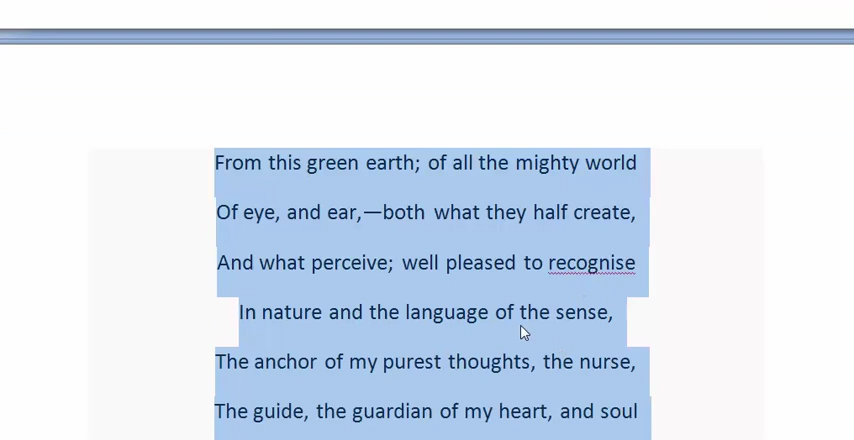 From this green earth; of all the mighty world
Of eye, and ear,—both what they half create,
And what perceive; well pleased to recognise
In nature and the language of the sense,
The anchor of my purest thoughts, the nurse,
The guide, the guardian of my heart, and soul